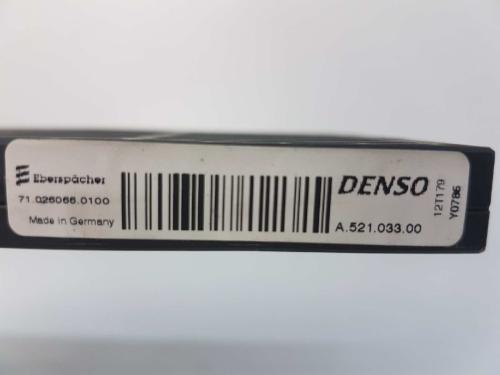 Eberspächer
71.026066.0100
Made in Germany
DENSO
A.521.033.00
12T179
Y0786